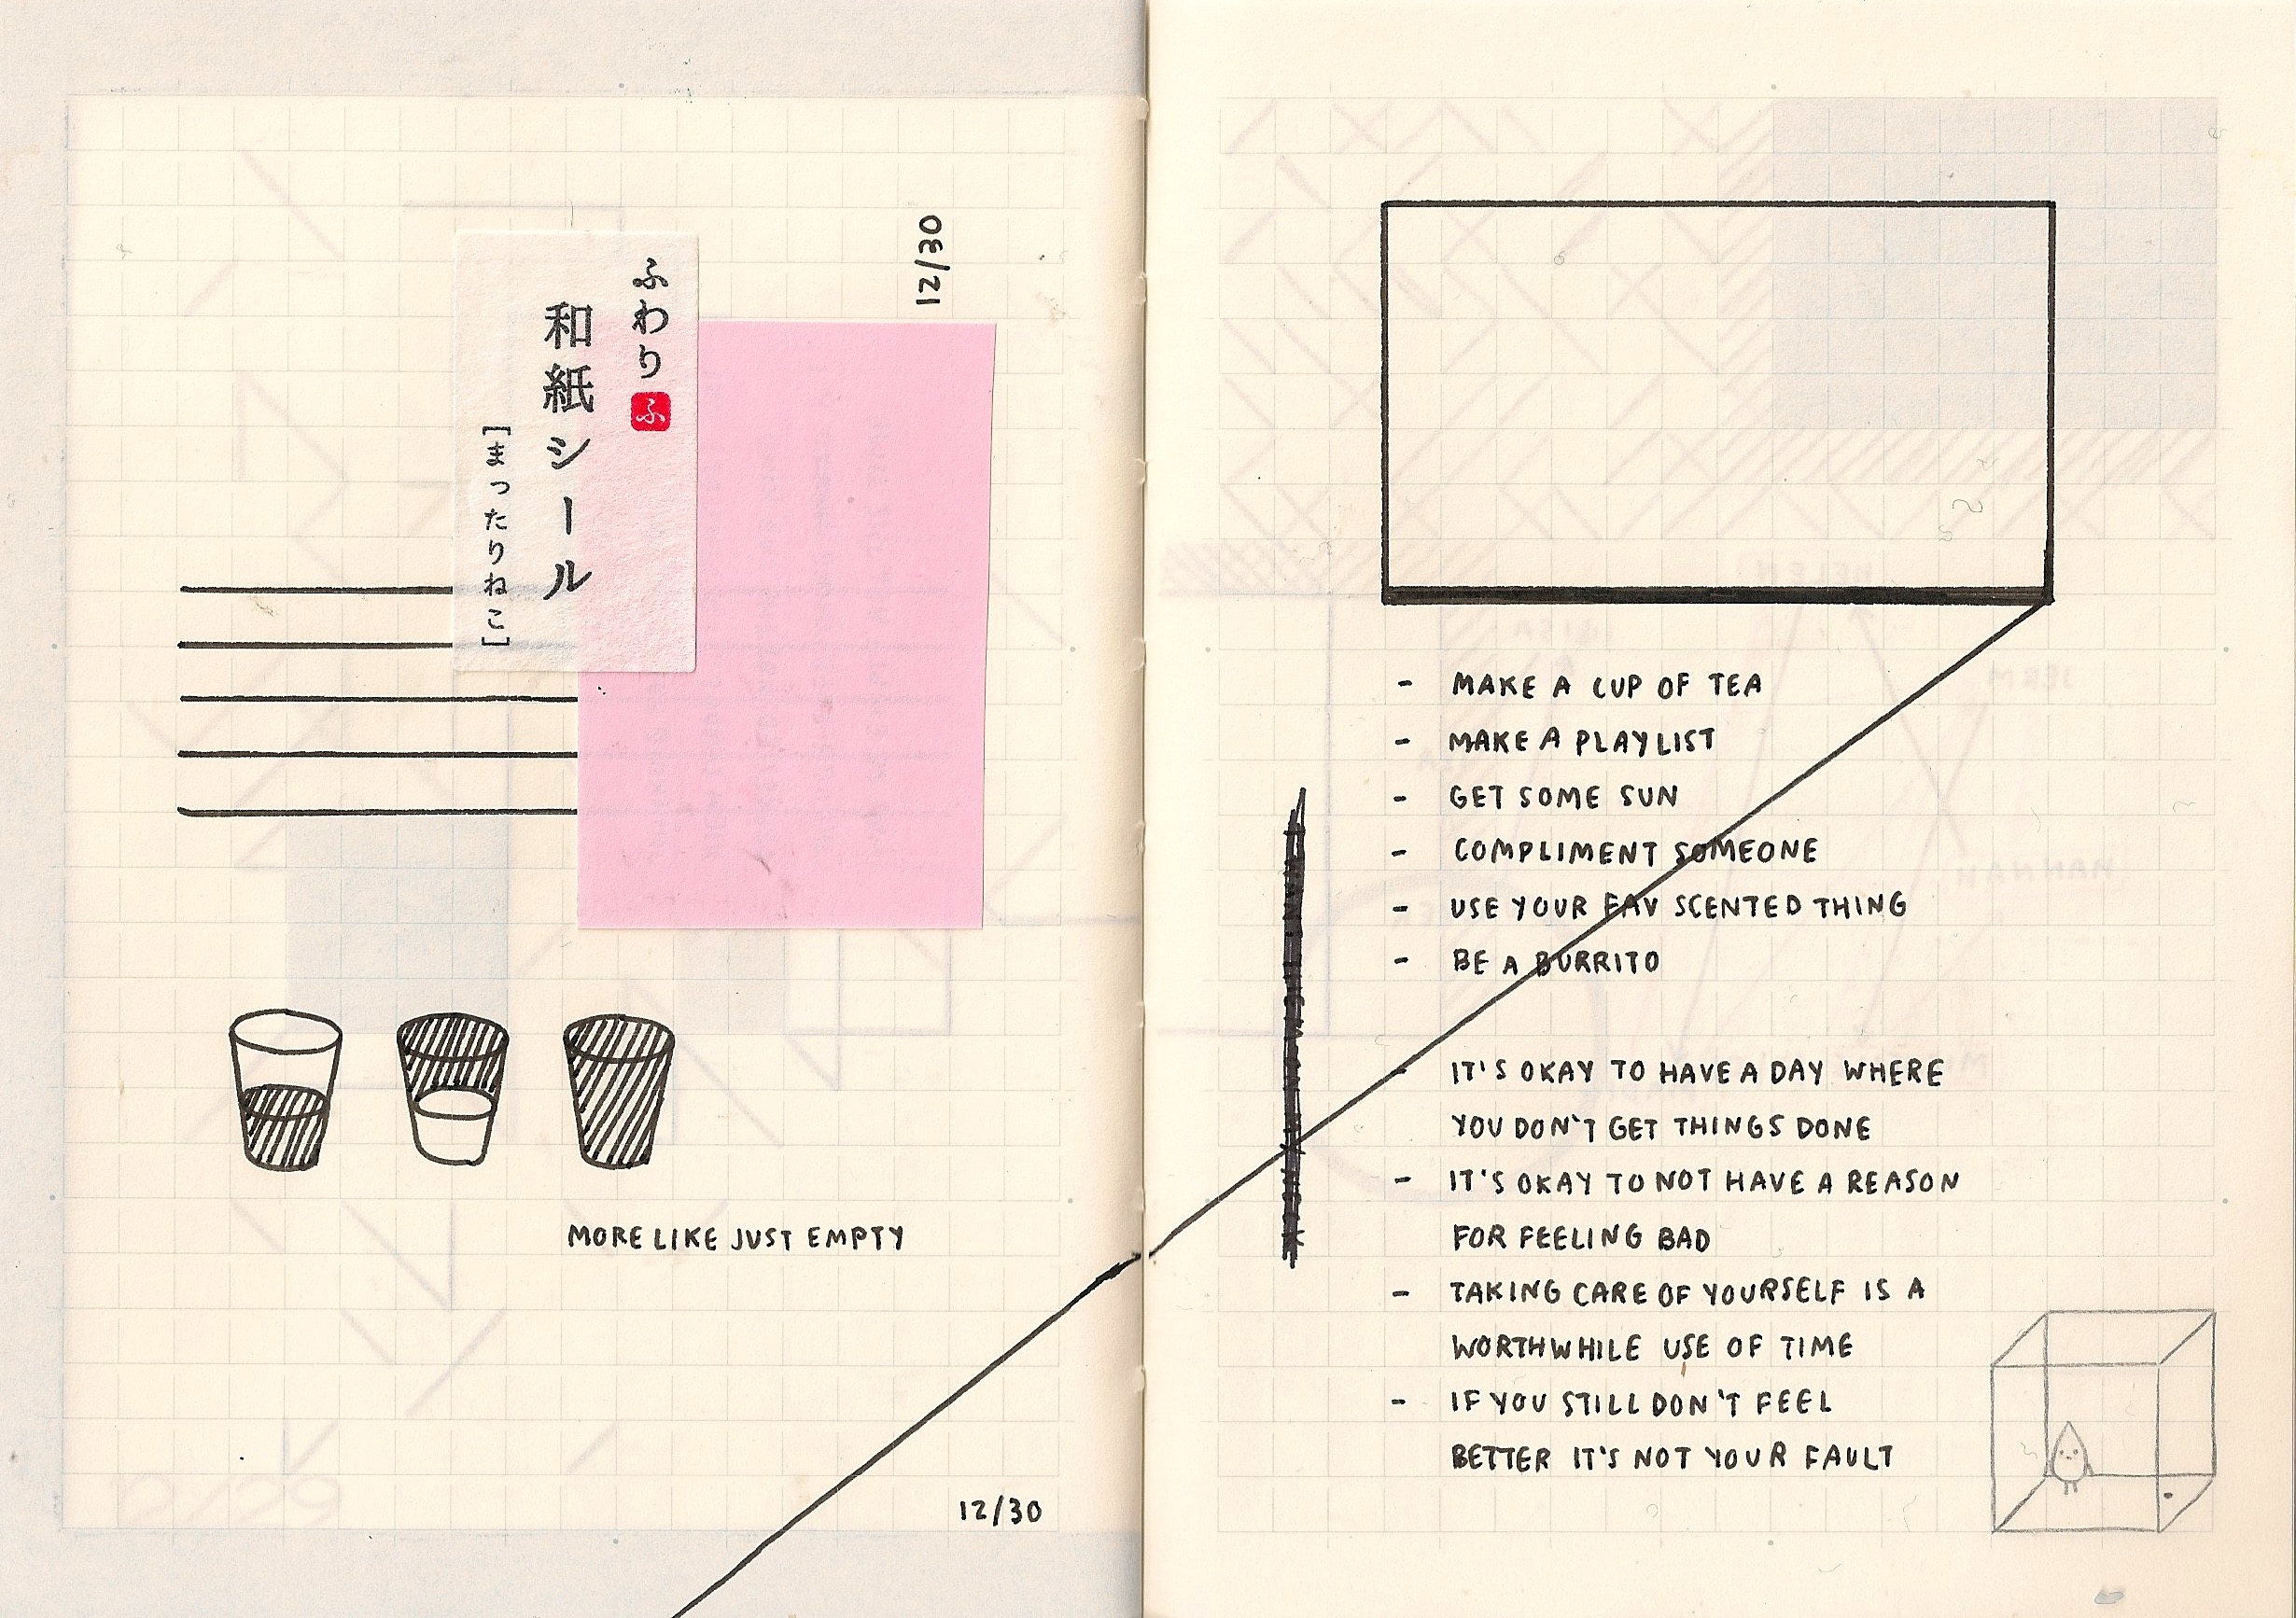 12/30
ふわり ふ
和紙シール
[まったりねこ]
MORE LIKE JUST EMPTY
12/30
- MAKE A CUP OF TEA
- MAKE A PLAYLIST
- GET SOME SUN
- COMPLIMENT SOMEONE
- USE YOUR FAV SCENTED THING
- BE A BURRITO
- IT'S OKAY TO HAVE A DAY WHERE
YOU DON'T GET THINGS DONE
- IT'S OKAY TO NOT HAVE A REASON
FOR FEELING BAD
- TAKING CARE OF YOURSELF IS A
WORTHWHILE USE OF TIME
- IF YOU STILL DON'T FEEL
BETTER IT'S NOT YOUR FAULT